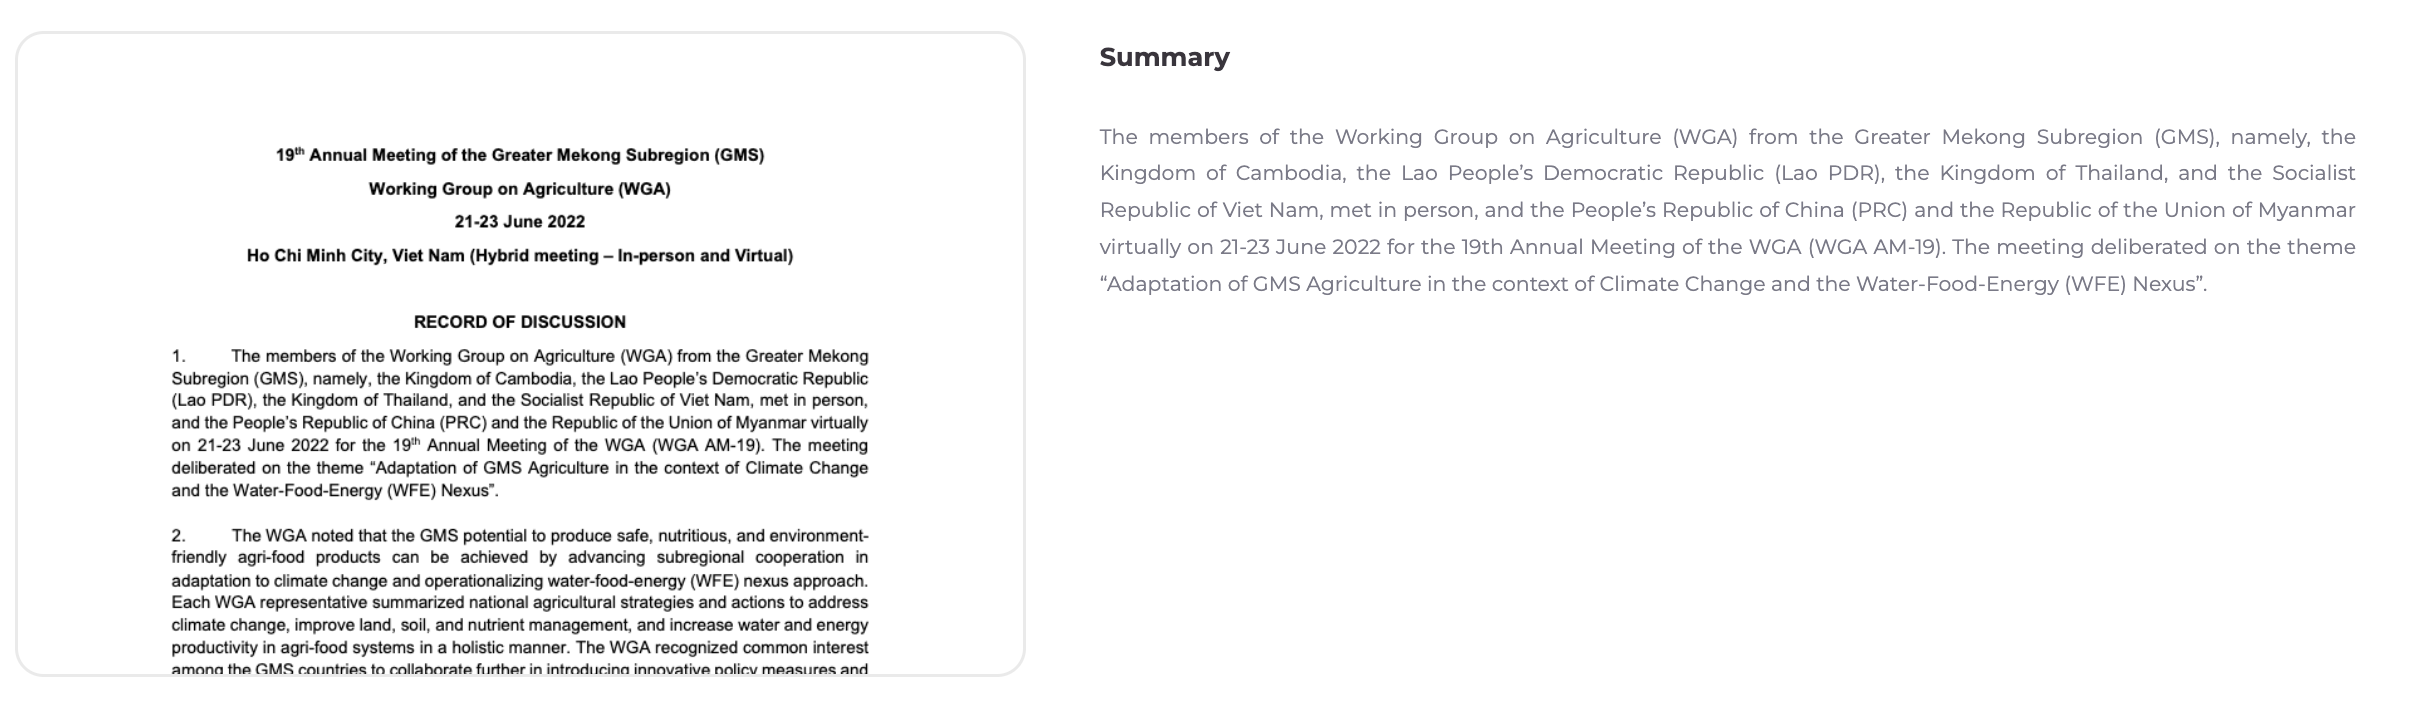 19th Annual Meeting of the Greater Mekong Subregion (GMS)
Working Group on Agriculture (WGA)
21-23 June 2022
Ho Chi Minh City, Viet Nam (Hybrid meeting – In-person and Virtual)
RECORD OF DISCUSSION
1. The members of the Working Group on Agriculture (WGA) from the Greater Mekong
Subregion (GMS), namely, the Kingdom of Cambodia, the Lao People’s Democratic Republic
(Lao PDR), the Kingdom of Thailand, and the Socialist Republic of Viet Nam, met in person,
and the People’s Republic of China (PRC) and the Republic of the Union of Myanmar virtually
on 21-23 June 2022 for the 19th Annual Meeting of the WGA (WGA AM-19). The meeting
deliberated on the theme “Adaptation of GMS Agriculture in the context of Climate Change
and the Water-Food-Energy (WFE) Nexus”.
2. The WGA noted that the GMS potential to produce safe, nutritious, and environment-
friendly agri-food products can be achieved by advancing subregional cooperation in
adaptation to climate change and operationalizing water-food-energy (WFE) nexus approach.
Each WGA representative summarized national agricultural strategies and actions to address
climate change, improve land, soil, and nutrient management, and increase water and energy
productivity in agri-food systems in a holistic manner. The WGA recognized common interest
among the GMS countries to collaborate further in introducing innovative policy measures and
Summary
The members of the Working Group on Agriculture (WGA) from the Greater Mekong Subregion (GMS), namely, the
Kingdom of Cambodia, the Lao People’s Democratic Republic (Lao PDR), the Kingdom of Thailand, and the Socialist
Republic of Viet Nam, met in person, and the People’s Republic of China (PRC) and the Republic of the Union of Myanmar
virtually on 21-23 June 2022 for the 19th Annual Meeting of the WGA (WGA AM-19). The meeting deliberated on the theme
“Adaptation of GMS Agriculture in the context of Climate Change and the Water-Food-Energy (WFE) Nexus”.